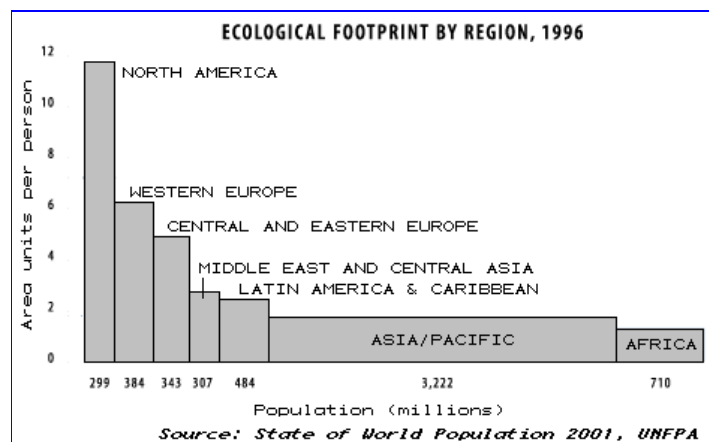 ECOLOGICAL FOOTPRINT BY REGION, 1996
Area units per person
12
10
8
6
4
2
0
NORTH AMERICA
WESTERN EUROPE
CENTRAL AND EASTERN EUROPE
MIDDLE EAST AND CENTRAL ASIA
LATIN AMERICA & CARIBBEAN
ASIA/PACIFIC
AFRICA
299 384 343 307 484 3,222 710
Population (millions)
Source: State of World Population 2001, UNFPA